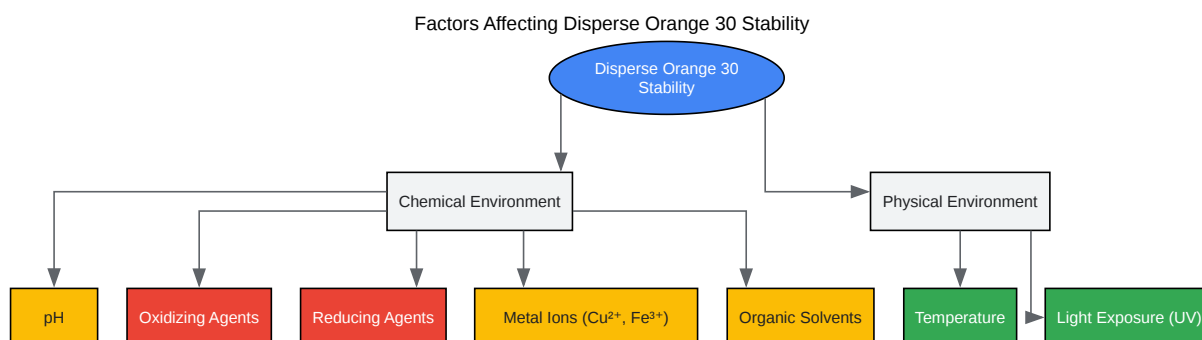 Factors Affecting Disperse Orange 30 Stability
Disperse Orange 30
Stability
Chemical Environment
Physical Environment
pH
Oxidizing Agents
Reducing Agents
Metal Ions (Cu²⁺, Fe³⁺)
Organic Solvents
Temperature
Light Exposure (UV)